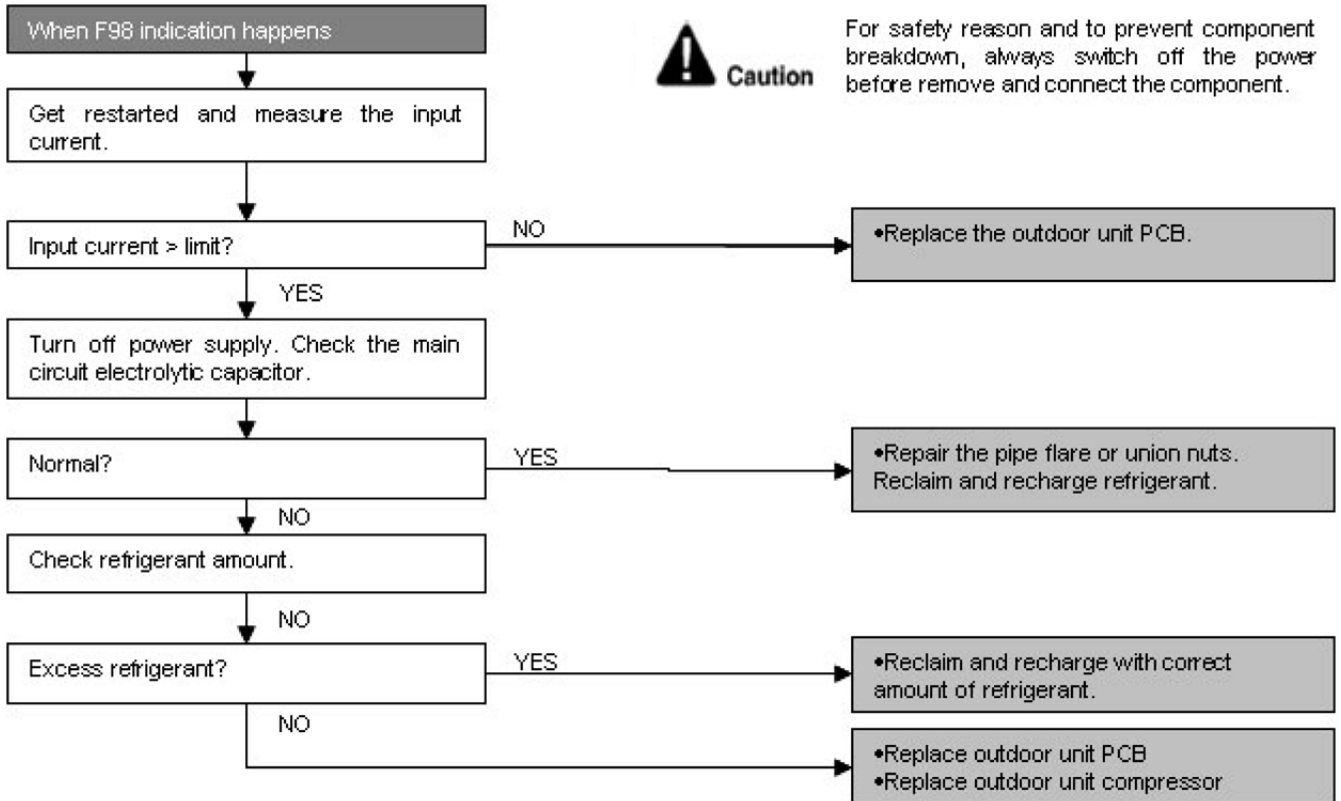 When F98 indication happens
Caution
For safety reason and to prevent component
breakdown, always switch off the power
before remove and connect the component.
Get restarted and measure the input
current.
Input current > limit?
NO
•Replace the outdoor unit PCB.
YES
Turn off power supply. Check the main
circuit electrolytic capacitor.
Normal?
YES
•Repair the pipe flare or union nuts.
Reclaim and recharge refrigerant.
NO
Check refrigerant amount.
NO
Excess refrigerant?
YES
•Reclaim and recharge with correct
amount of refrigerant.
NO
•Replace outdoor unit PCB
•Replace outdoor unit compressor